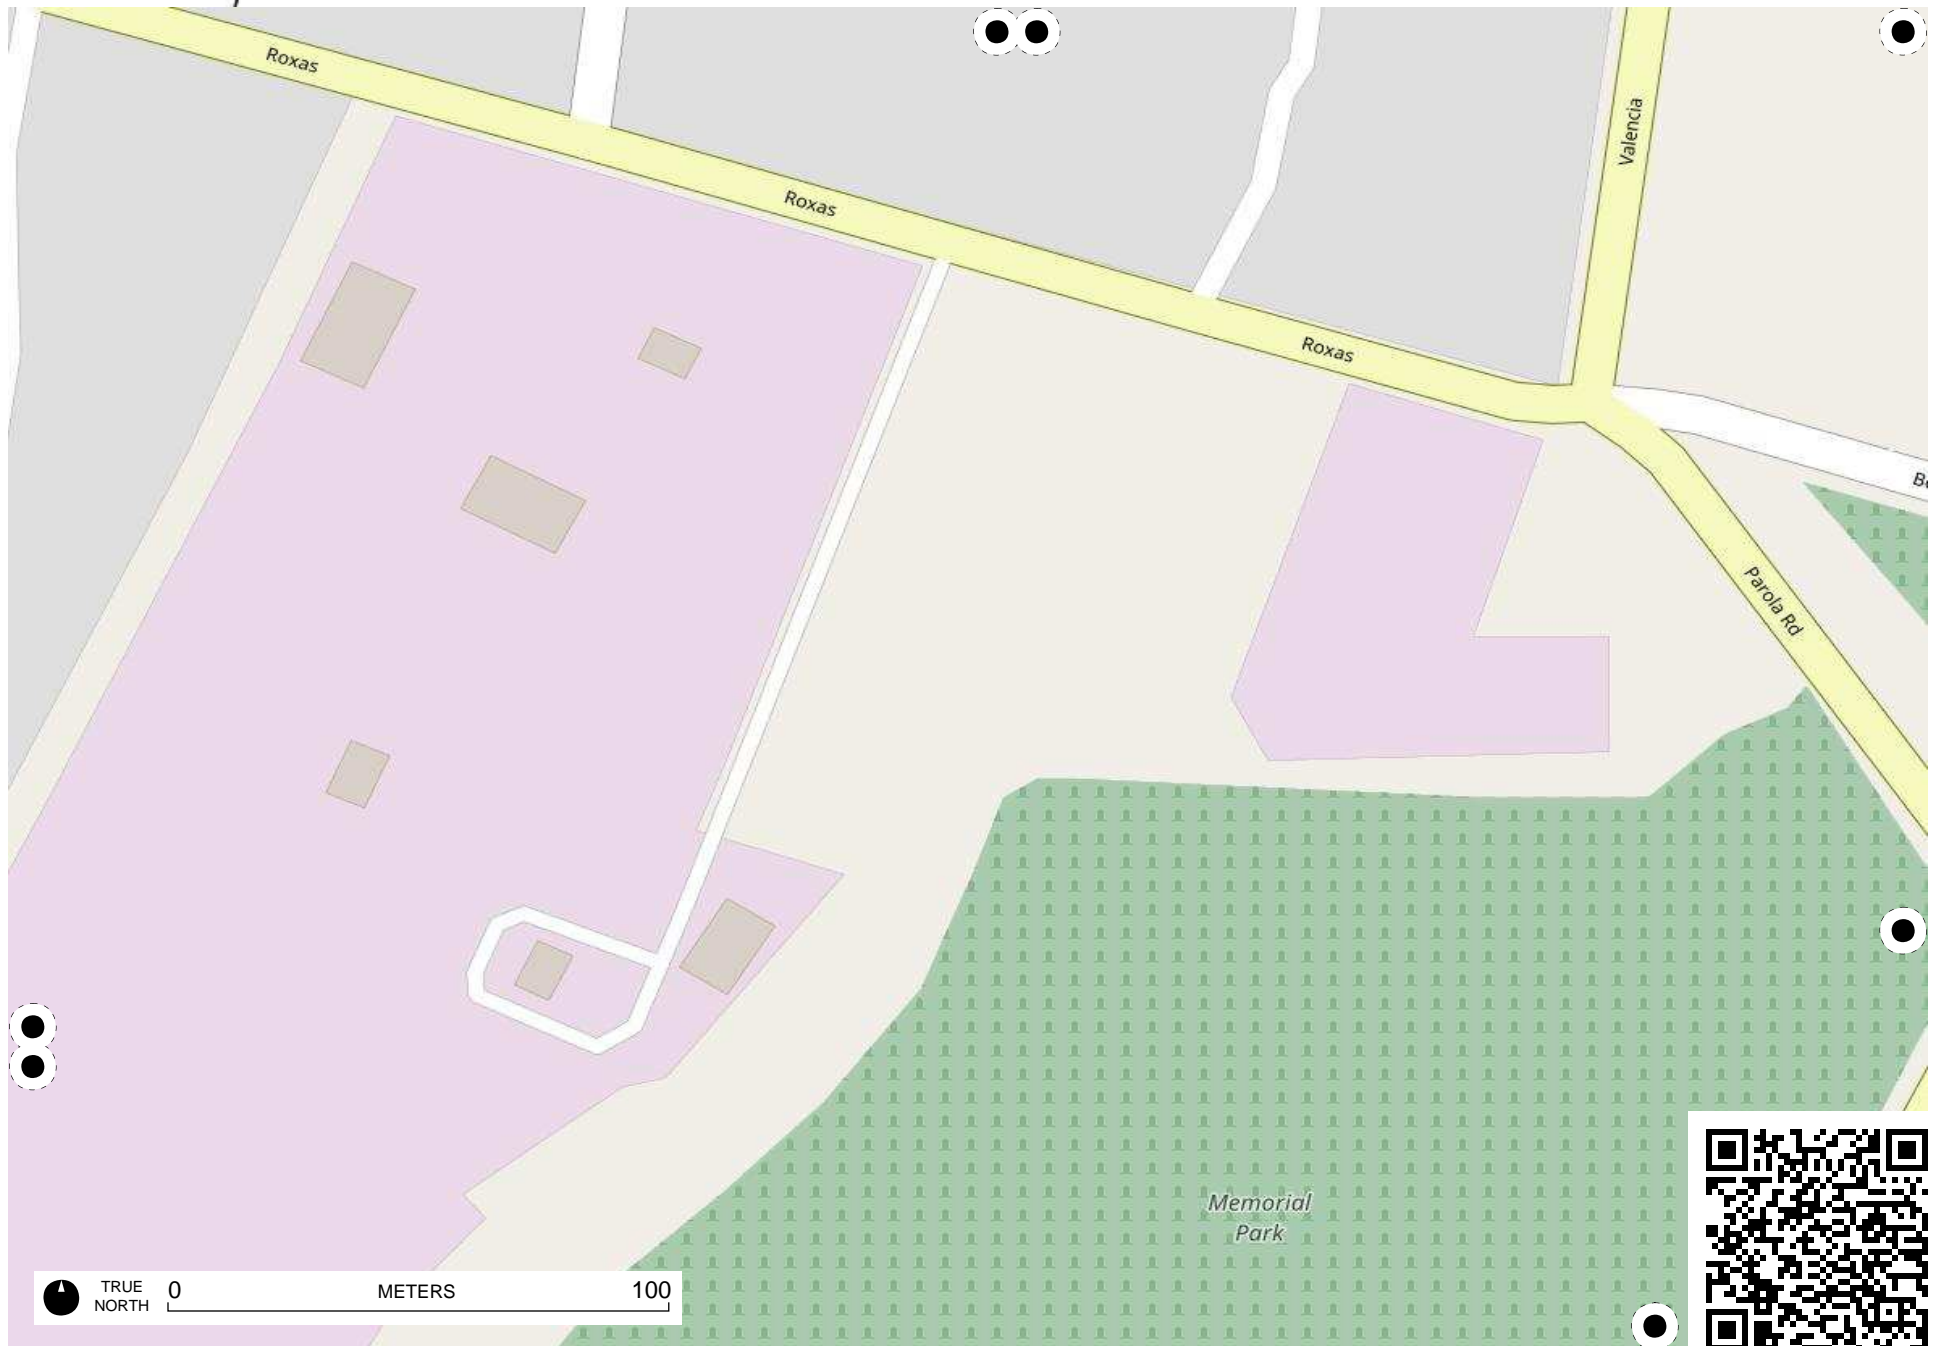 Roxas
Valencia
Roxas
Roxas
Parola Rd
Memorial
Park
TRUE
NORTH
0
METERS
100